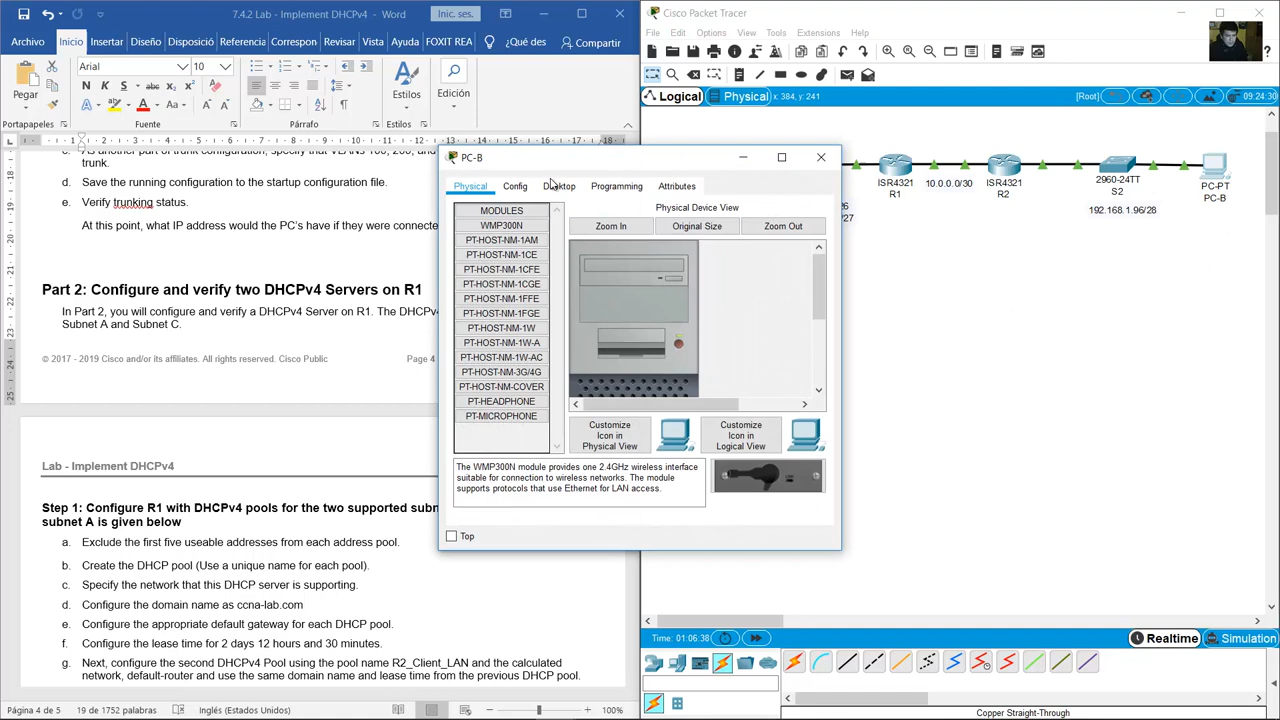 7.4.2 Lab - Implement DHCPv4 - Word
Inic. ses.
Archivo Inicio Insertar Diseño Disposición Referencia Correspon Revisar Vista Ayuda FOXIT REA ¿Qué des Compartir
Pegar
Arial 10
N K S
Aa
Estilos
Edición
Portapapeles Fuente Párrafo Estilos
trunk.
d. Save the running configuration to the startup configuration file.
e. Verify trunking status.
At this point, what IP address would the PC's have if they were connecte
Part 2: Configure and verify two DHCPv4 Servers on R1
In Part 2, you will configure and verify a DHCPv4 Server on R1. The DHCPv
Subnet A and Subnet C.
© 2017 - 2019 Cisco and/or its affiliates. All rights reserved. Cisco Public Page 4
Lab - Implement DHCPv4
Step 1: Configure R1 with DHCPv4 pools for the two supported subn
subnet A is given below
a. Exclude the first five useable addresses from each address pool.
b. Create the DHCP pool (Use a unique name for each pool).
c. Specify the network that this DHCP server is supporting.
d. Configure the domain name as ccna-lab.com
e. Configure the appropriate default gateway for each DHCP pool.
Configure the lease time for 2 days 12 hours and 30 minutes.
g. Next, configure the second DHCPv4 Pool using the pool name R2_Client_LAN and the calculated
network, default-router and use the same domain name and lease time from the previous DHCP pool.
Página 4 de 5 19 de 1752 palabras Inglés (Estados Unidos) 100%
PC-B
Physical Config Desktop Programming Attributes
MODULES
WMP300N
PT-HOST-NM-1AM
PT-HOST-NM-1CE
PT-HOST-NM-1CFE
PT-HOST-NM-1CGE
PT-HOST-NM-1FFE
PT-HOST-NM-1FGE
PT-HOST-NM-1W
PT-HOST-NM-1W-A
PT-HOST-NM-1W-AC
PT-HOST-NM-3G/4G
PT-HOST-NM-COVER
PT-HEADPHONE
PT-MICROPHONE
Physical Device View
Zoom In Original Size Zoom Out
Customize
Icon in
Physical View
Customize
Icon in
Logical View
The WMP300N module provides one 2.4GHz wireless interface
suitable for connection to wireless networks. The module
supports protocols that use Ethernet for LAN access.
Top
Cisco Packet Tracer
File Edit Options View Tools Extensions Help
Logical Physical x: 384, y: 241
[Root] 09:24:30
ISR4321
R1
10.0.0.0/30
ISR4321
R2
2960-24TT
S2
192.168.1.96/28
PC-PT
PC-B
26
/27
Time: 01:06:38
Realtime Simulation
Copper Straight-Through